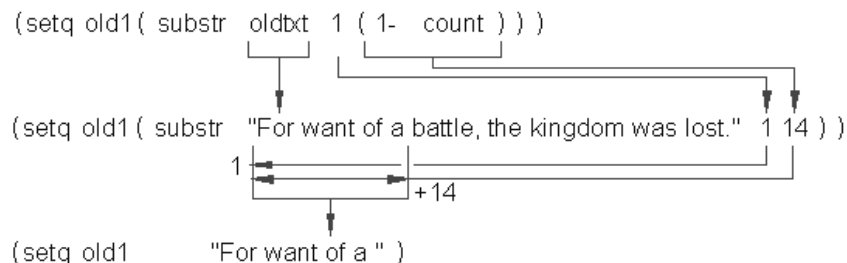 (setq old1 ( substr oldtxt 1 ( 1- count ) ) )
(setq old1 ( substr "For want of a battle, the kingdom was lost." 1 14 ) )
1
+14
(setq old1 "For want of a " )